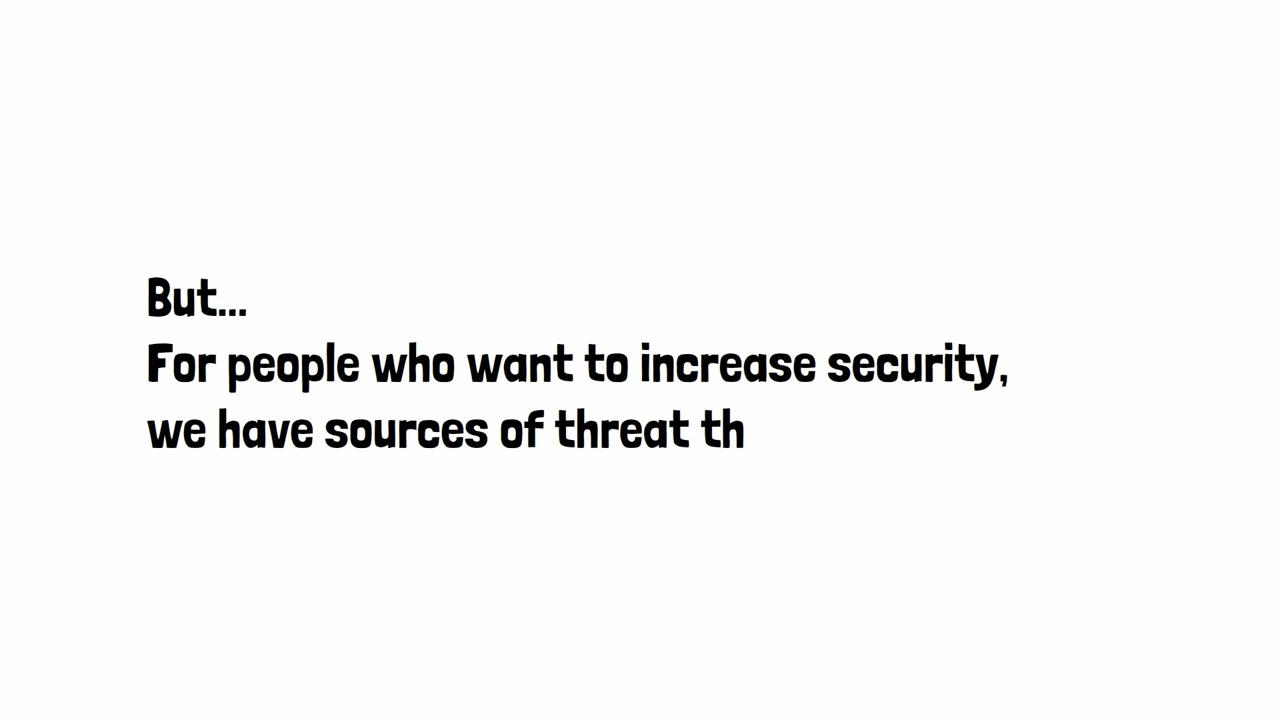 But...
For people who want to increase security,
we have sources of threat th